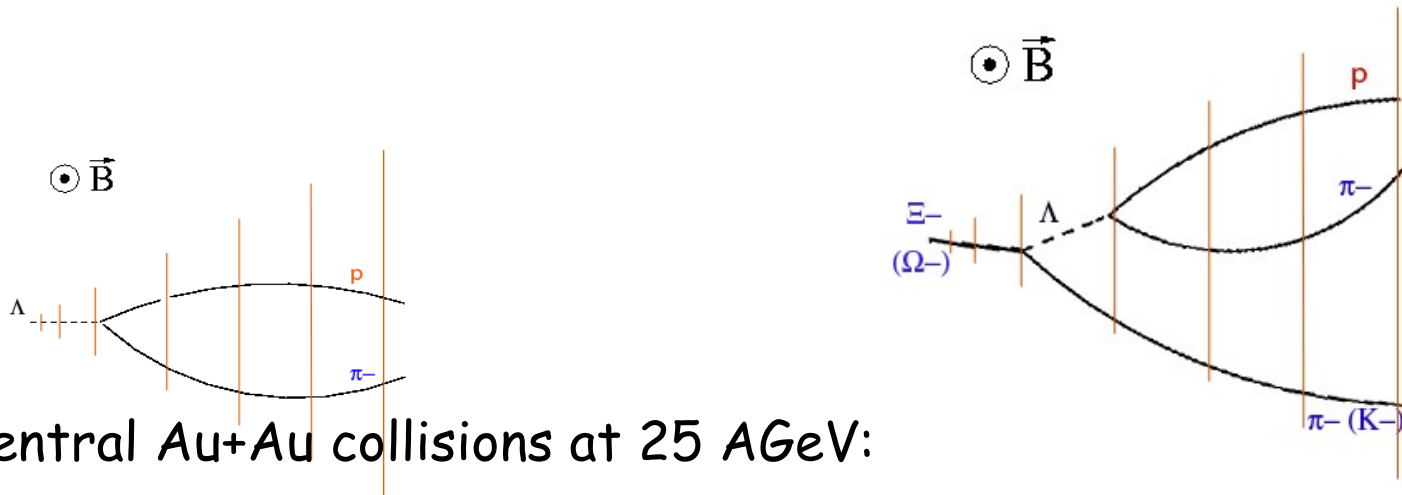 B
p
B
p
π−
Ξ−
Λ
(Ω−)
p
Λ
π−
π− (K−)
entral Au+Au collisions at 25 AGeV: